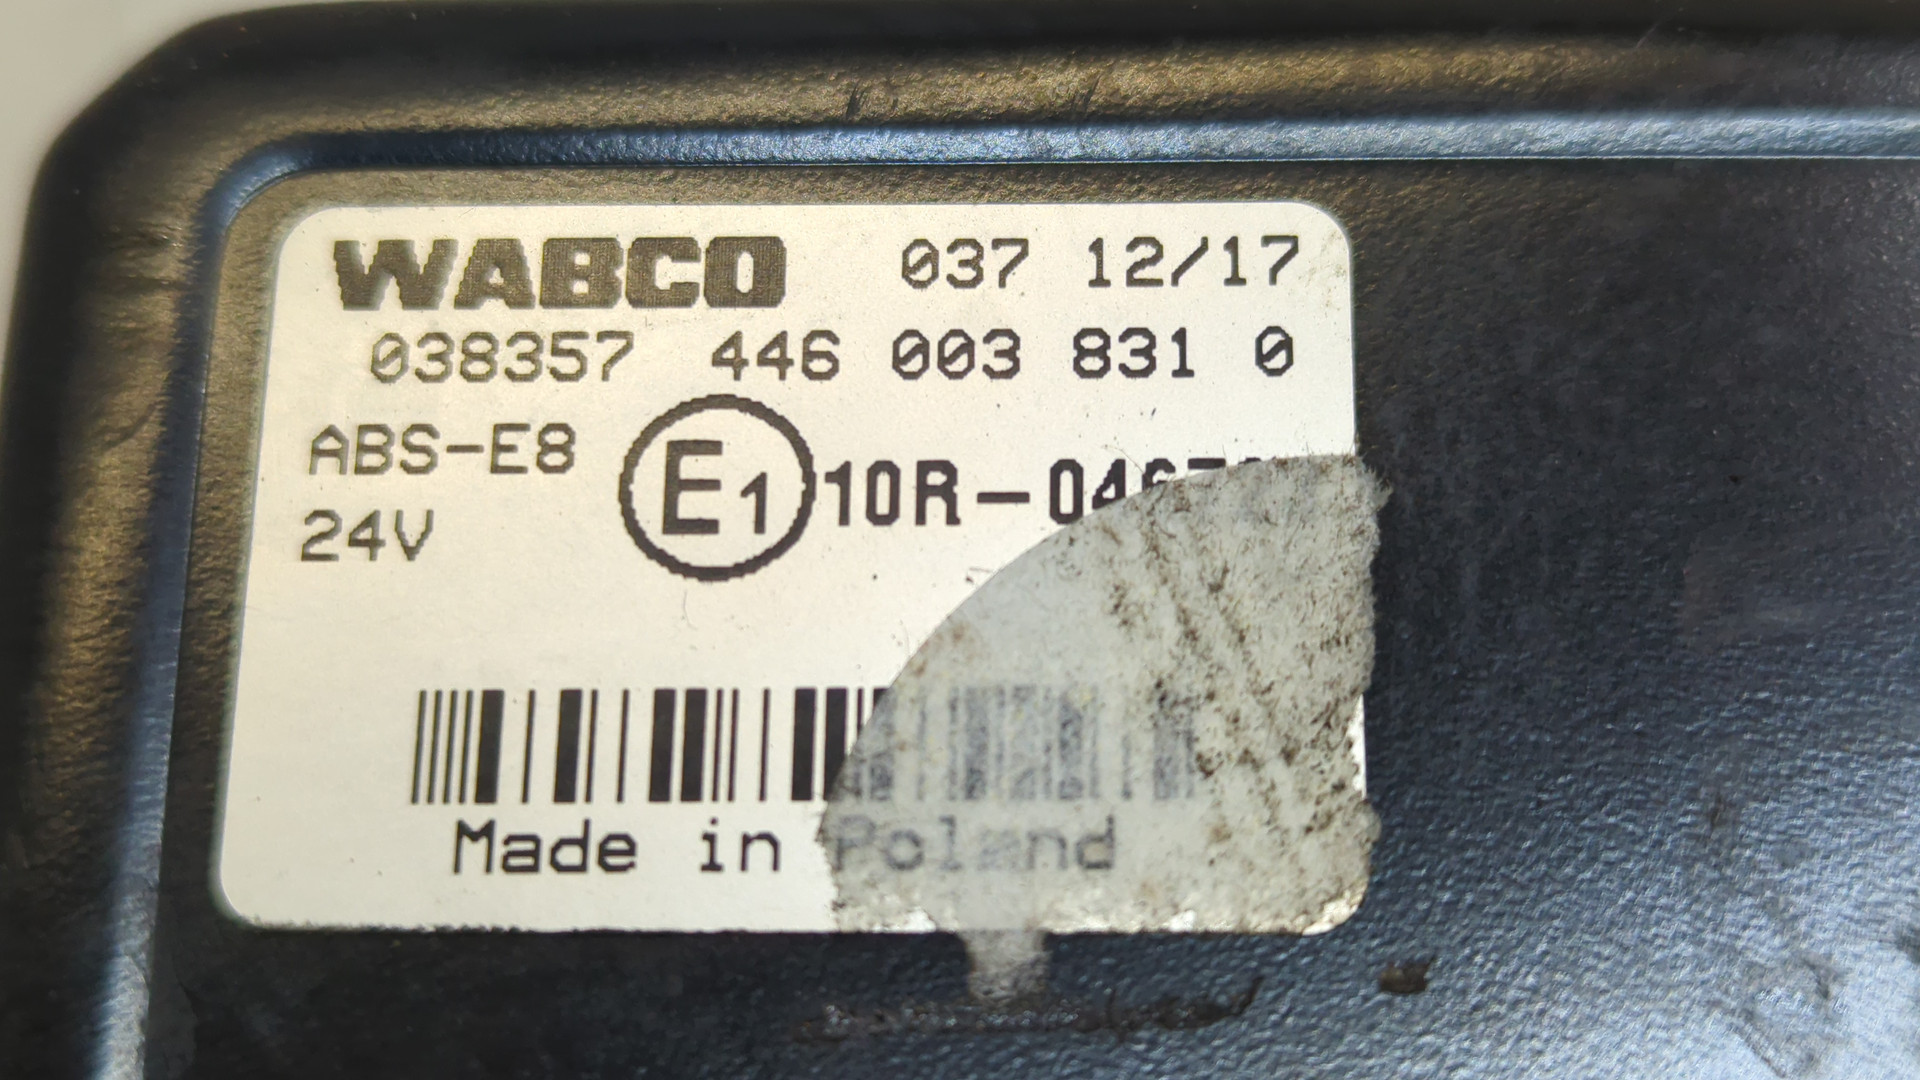 WABCO 037 12/17
038357 446 003 831 0
ABS-E8
E1 10R-04
24V
Made in Poland